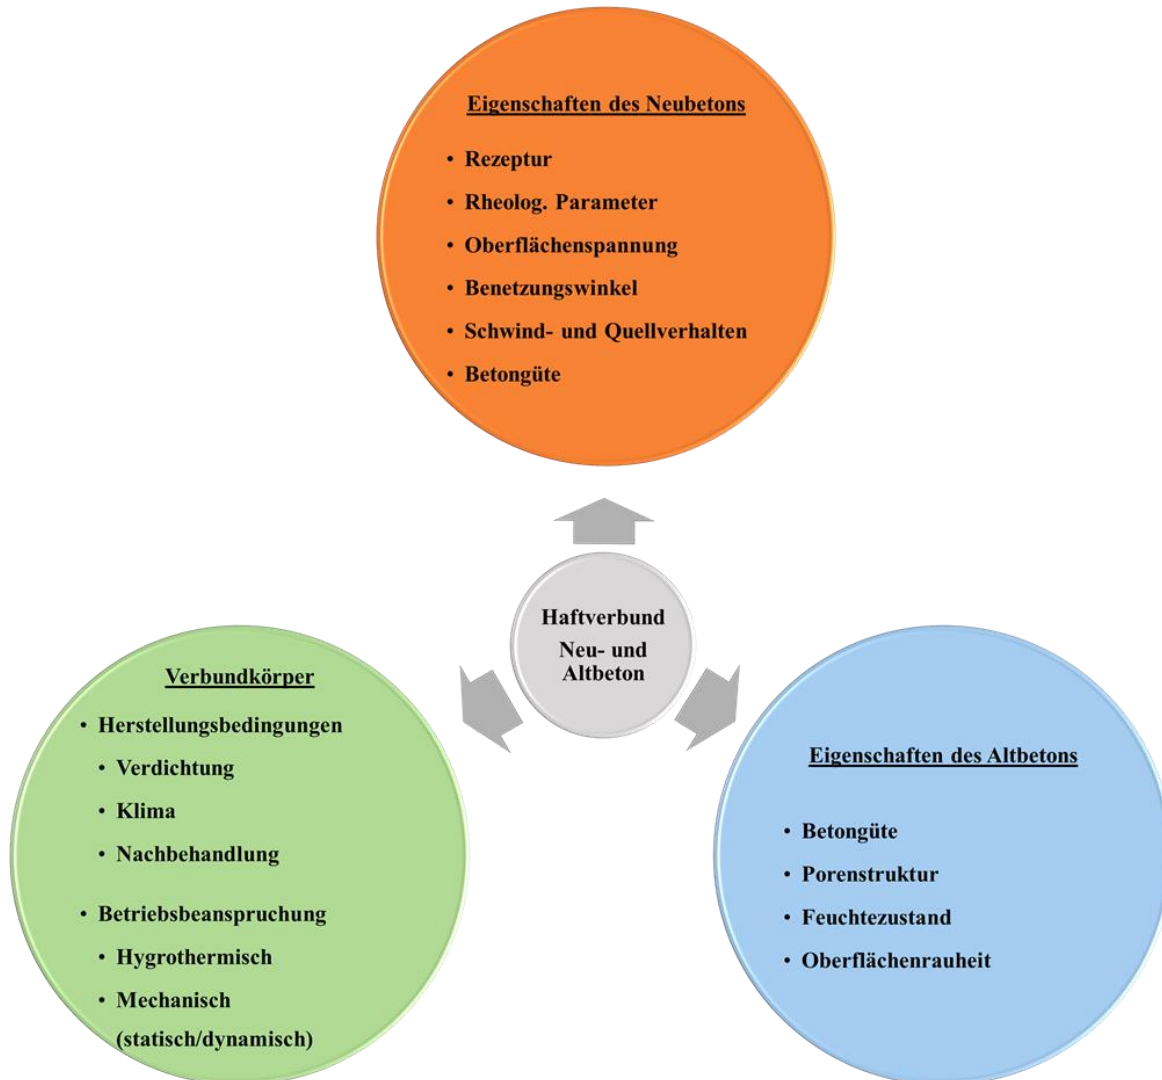 Eigenschaften des Neubetons
• Rezeptur
• Rheolog. Parameter
• Oberflächenspannung
• Benetzungswinkel
• Schwind- und Quellverhalten
• Betongüte
Haftverbund
Neu- und
Altbeton
Verbundkörper
• Herstellungsbedingungen
• Verdichtung
• Klima
• Nachbehandlung
• Betriebsbeanspruchung
• Hygrothermisch
• Mechanisch
(statisch/dynamisch)
Eigenschaften des Altbetons
• Betongüte
• Porenstruktur
• Feuchtezustand
• Oberflächenrauheit